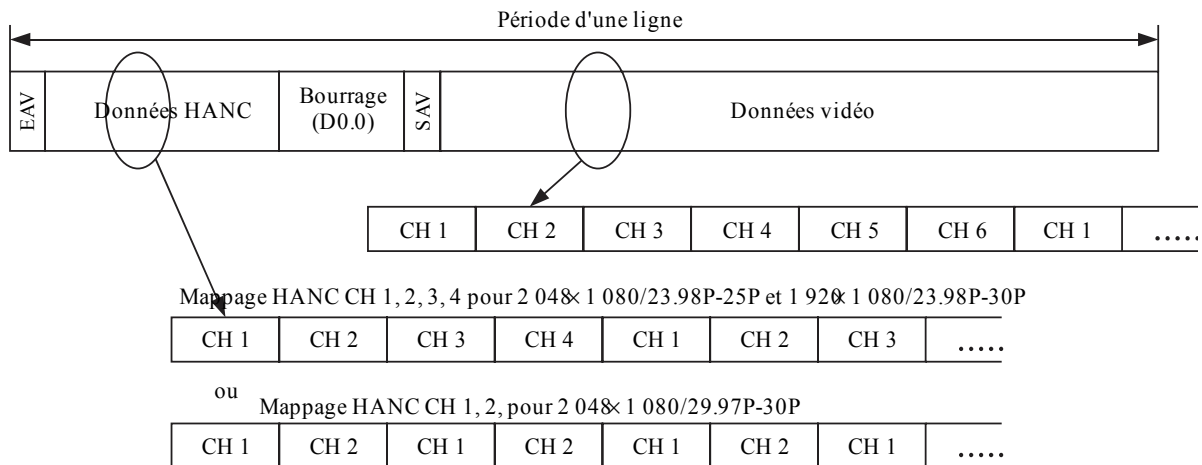 Période d'une ligne
EAV
Données HANC
Bourrage
(D0.0)
SAV
Données vidéo
CH 1 CH 2 CH 3 CH 4 CH 5 CH 6 CH 1 .....
Mappage HANC CH 1, 2, 3, 4 pour 2 048× 1 080/23.98P-25P et 1 920× 1 080/23.98P-30P
CH 1 CH 2 CH 3 CH 4 CH 1 CH 2 CH 3 .....
ou
Mappage HANC CH 1, 2, pour 2 048× 1 080/29.97P-30P
CH 1 CH 2 CH 1 CH 2 CH 1 CH 2 CH 1 .....